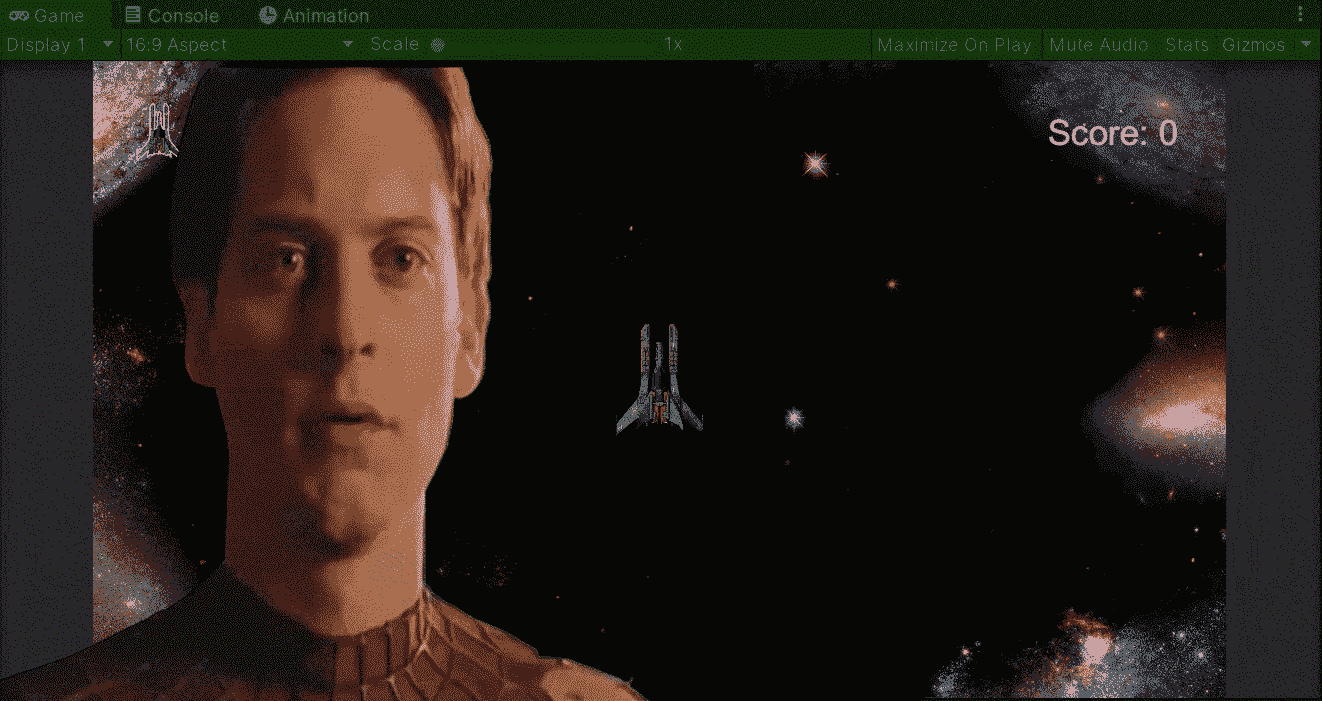 Game Console Animation
Display 1 16:9 Aspect Scale 1x Maximize On Play Mute Audio Stats Gizmos
Score: 0